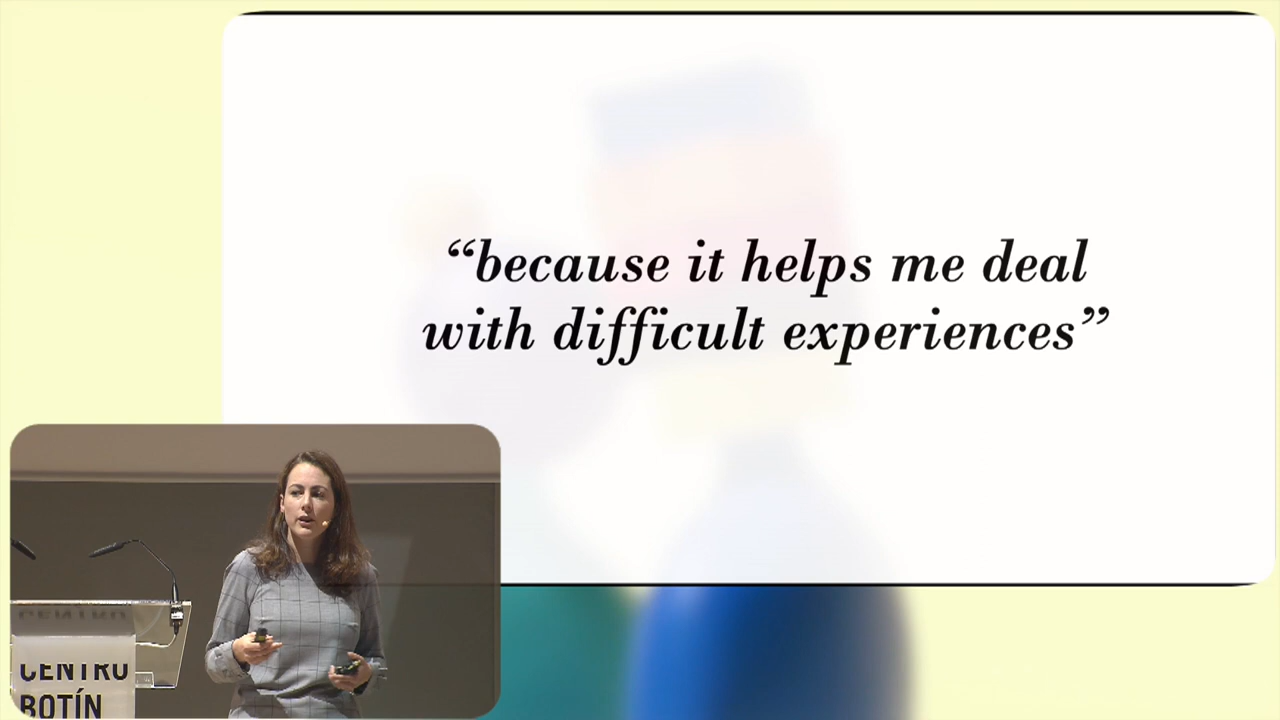 “because it helps me deal
with difficult experiences”
CENTRO
BOTÍN